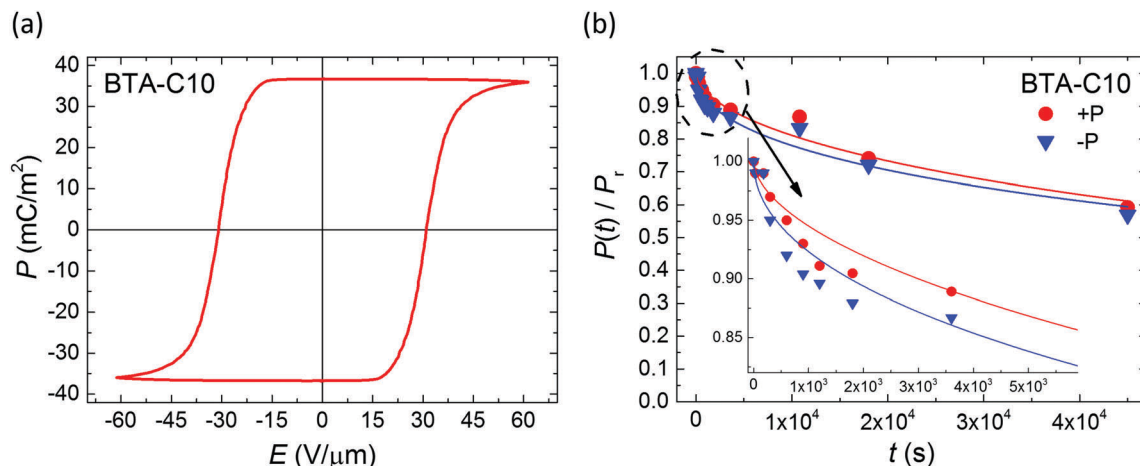 (a)
BTA-C10
40
30
20
10
0
-10
-20
-30
-40
P (mC/m²)
-60 -45 -30 -15 0 15 30 45 60
E (V/μm)
(b)
BTA-C10
+P
-P
1.0
0.9
0.8
0.7
0.6
0.5
0.4
0.3
0.2
0.1
0.0
P(t) / Pr
1.00
0.95
0.90
0.85
0 1x10³ 2x10³ 3x10³ 4x10³ 5x10³
0 1x10⁴ 2x10⁴ 3x10⁴ 4x10⁴
t (s)